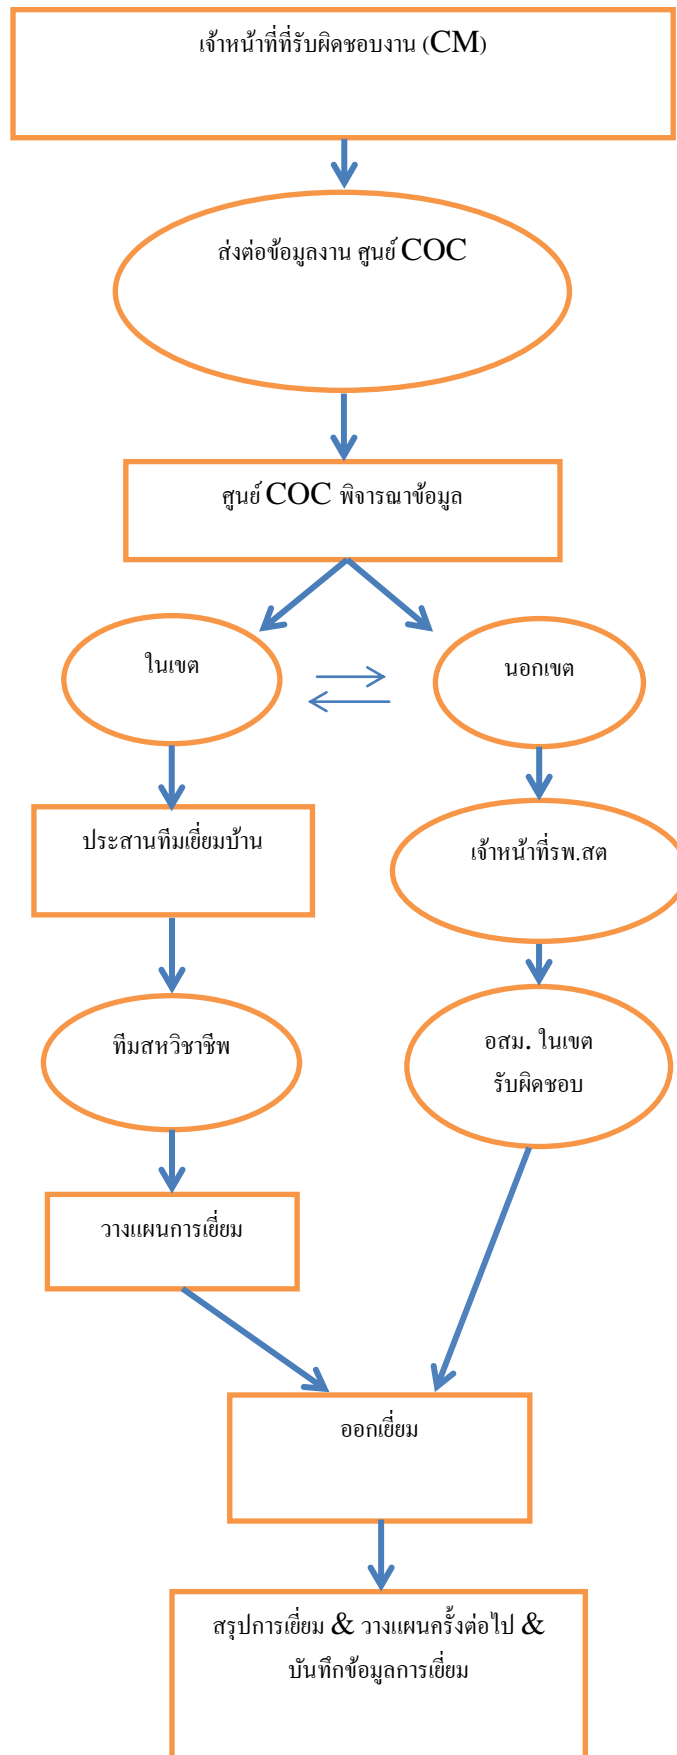 เจ้าหน้าที่ที่รับผิดชอบงาน (CM)
ส่งต่อข้อมูลงาน ศูนย์ COC
ศูนย์ COC พิจารณาข้อมูล
ในเขต
นอกเขต
ประสานทีมเยี่ยมบ้าน
เจ้าหน้าที่รพ.สต
ทีมสหวิชาชีพ
อสม. ในเขต
รับผิดชอบ
วางแผนการเยี่ยม
ออกเยี่ยม
สรุปการเยี่ยม & วางแผนครั้งต่อไป &
บันทึกข้อมูลการเยี่ยม